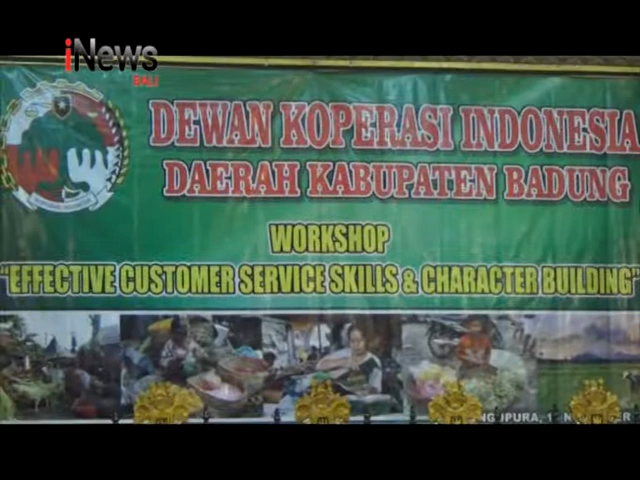 iNews
BALI
DEWAN KOPERASI INDONESIA
DAERAH KABUPATEN BADUNG
WORKSHOP
"EFFECTIVE CUSTOMER SERVICE SKILLS & CHARACTER BUILDING"